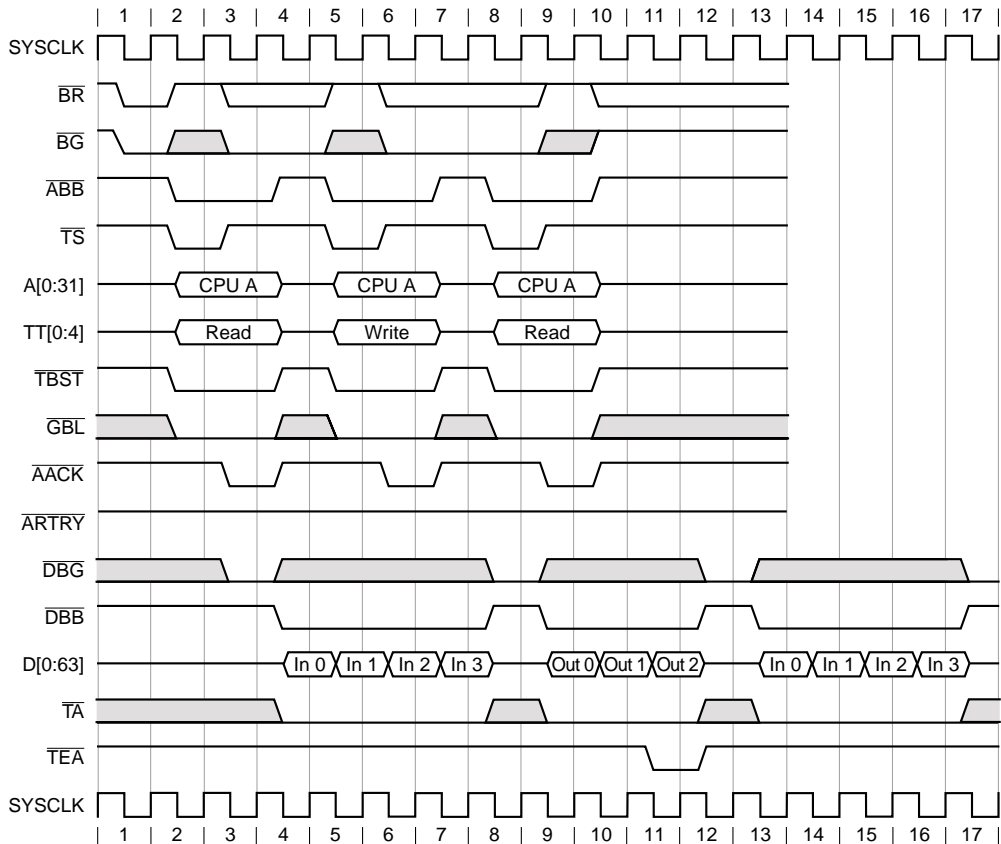 1 2 3 4 5 6 7 8 9 10 11 12 13 14 15 16 17
SYSCLK
BR
BG
ABB
TS
A[0:31] CPU A CPU A CPU A
TT[0:4] Read Write Read
TBST
GBL
AACK
ARTRY
DBG
DBB
D[0:63] In 0 In 1 In 2 In 3 Out 0 Out 1 Out 2 In 0 In 1 In 2 In 3
TA
TEA
SYSCLK
1 2 3 4 5 6 7 8 9 10 11 12 13 14 15 16 17